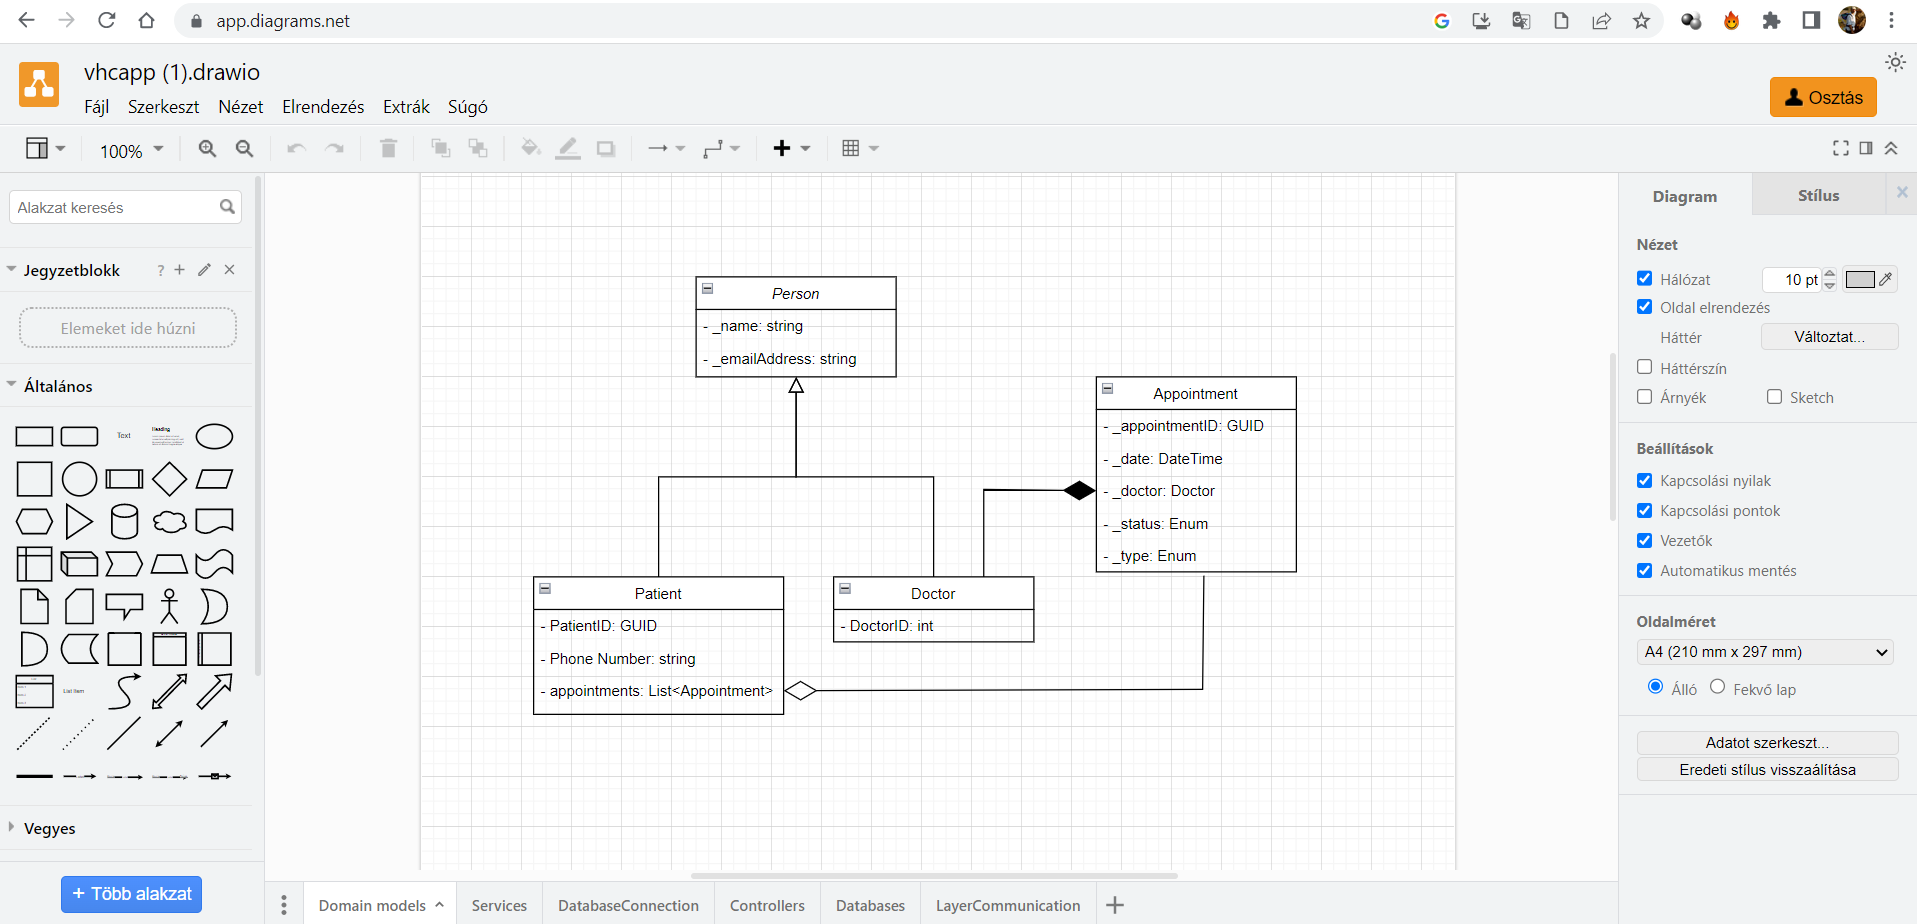 app.diagrams.net
vhcapp (1).drawio
Fájl Szerkeszt Nézet Elrendezés Extrák Súgó
Osztás
100%
Alakzat keresés
Jegyzetblokk ?
Elemeket ide húzni
Általános
Text
Heading
List Item
Vegyes
+ Több alakzat
Person
- _name: string
- _emailAddress: string
Appointment
- _appointmentID: GUID
- _date: DateTime
- _doctor: Doctor
- _status: Enum
- _type: Enum
Patient
- PatientID: GUID
- Phone Number: string
- appointments: List<Appointment>
Doctor
- DoctorID: int
Diagram Stílus
Nézet
Hálózat 10 pt
Oldal elrendezés
Háttér Változtat...
Háttérszín
Árnyék Sketch
Beállítások
Kapcsolási nyilak
Kapcsolási pontok
Vezetők
Automatikus mentés
Oldalméret
A4 (210 mm x 297 mm)
Álló Fekvő lap
Adatot szerkeszt...
Eredeti stílus visszaálítása
Domain models Services DatabaseConnection Controllers Databases LayerCommunication